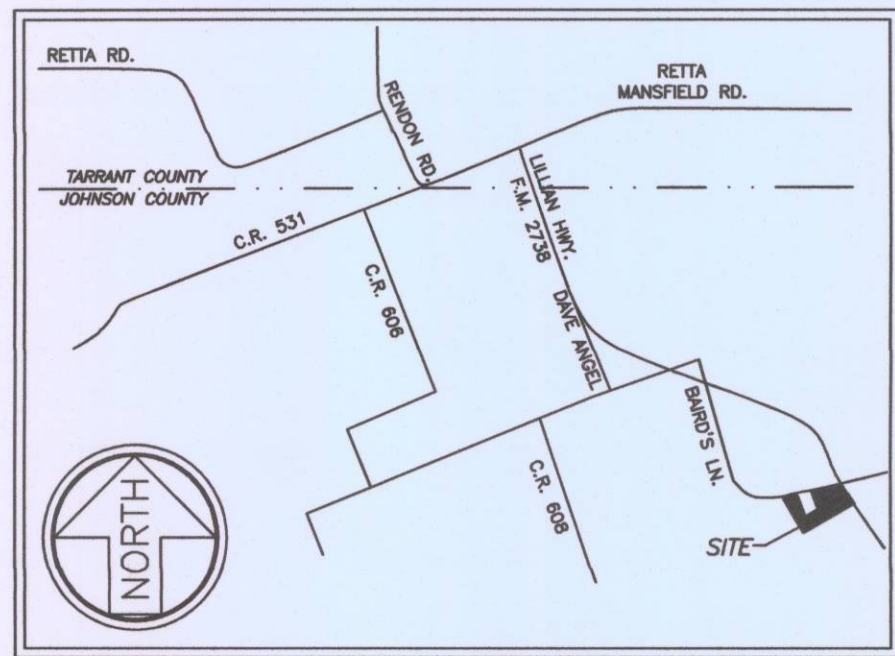 RETTA RD.
RENDON RD.
RETTA
MANSFIELD RD.
TARRANT COUNTY
JOHNSON COUNTY
C.R. 531
LILLIAN HWY.
F.M. 2738
C.R. 606
DAVE ANGEL
BAIRD'S LN.
C.R. 608
SITE
NORTH